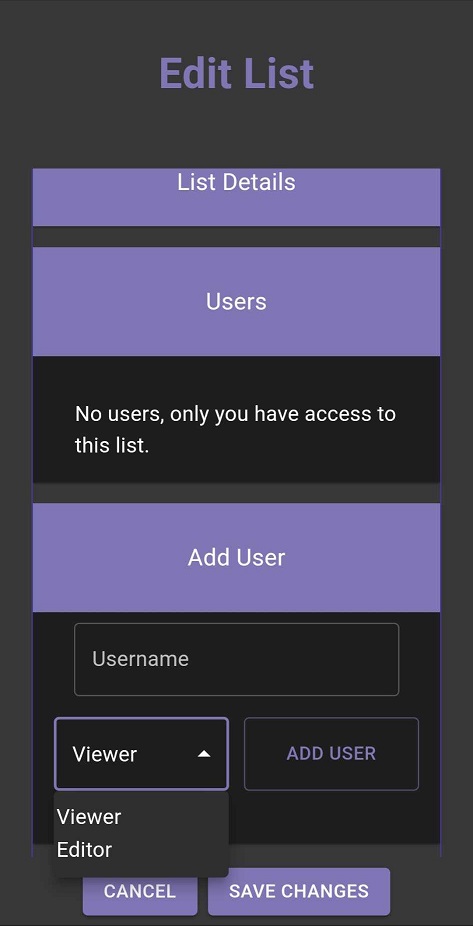 Edit List
List Details
Users
No users, only you have access to
this list.
Add User
Username
Viewer
ADD USER
Viewer
Editor
CANCEL
SAVE CHANGES